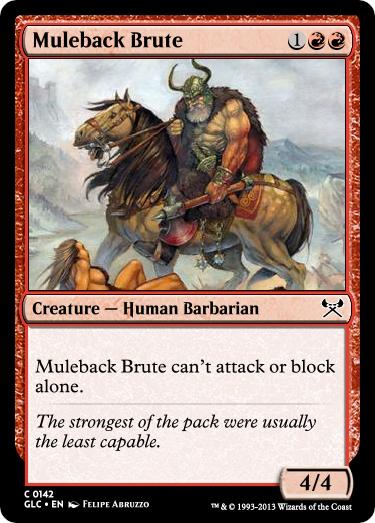 Muleback Brute 1
Creature — Human Barbarian
Muleback Brute can't attack or block
alone.
The strongest of the pack were usually
the least capable.
4/4
C 0142
GLC • EN Felipe Abruzzo
™ & © 1993-2013 Wizards of the Coast